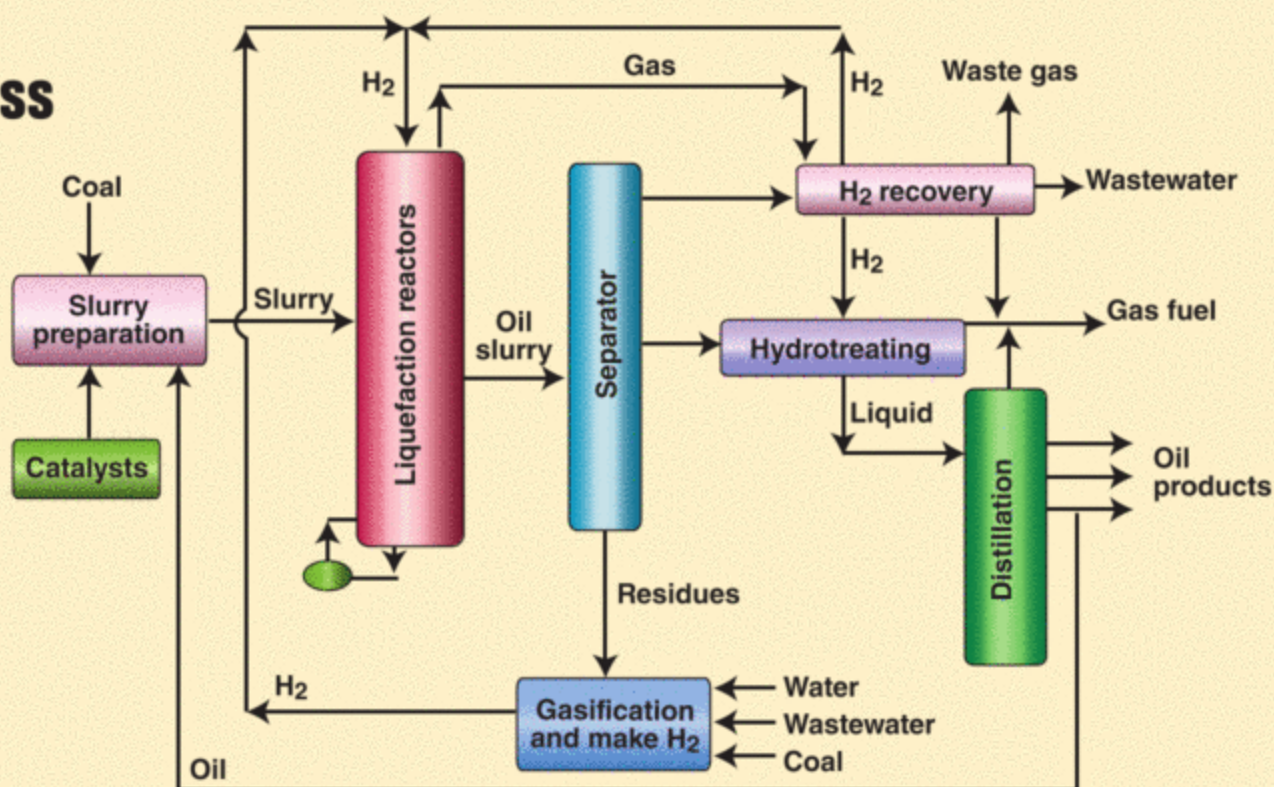 ss
H2
Gas
H2
Waste gas
Coal
H2 recovery
Wastewater
Slurry
preparation
Slurry
Liquefaction reactors
Oil
slurry
Separator
H2
Hydrotreating
Gas fuel
Catalysts
Liquid
Distillation
Oil
products
Residues
H2
Gasification
and make H2
Water
Wastewater
Coal
Oil